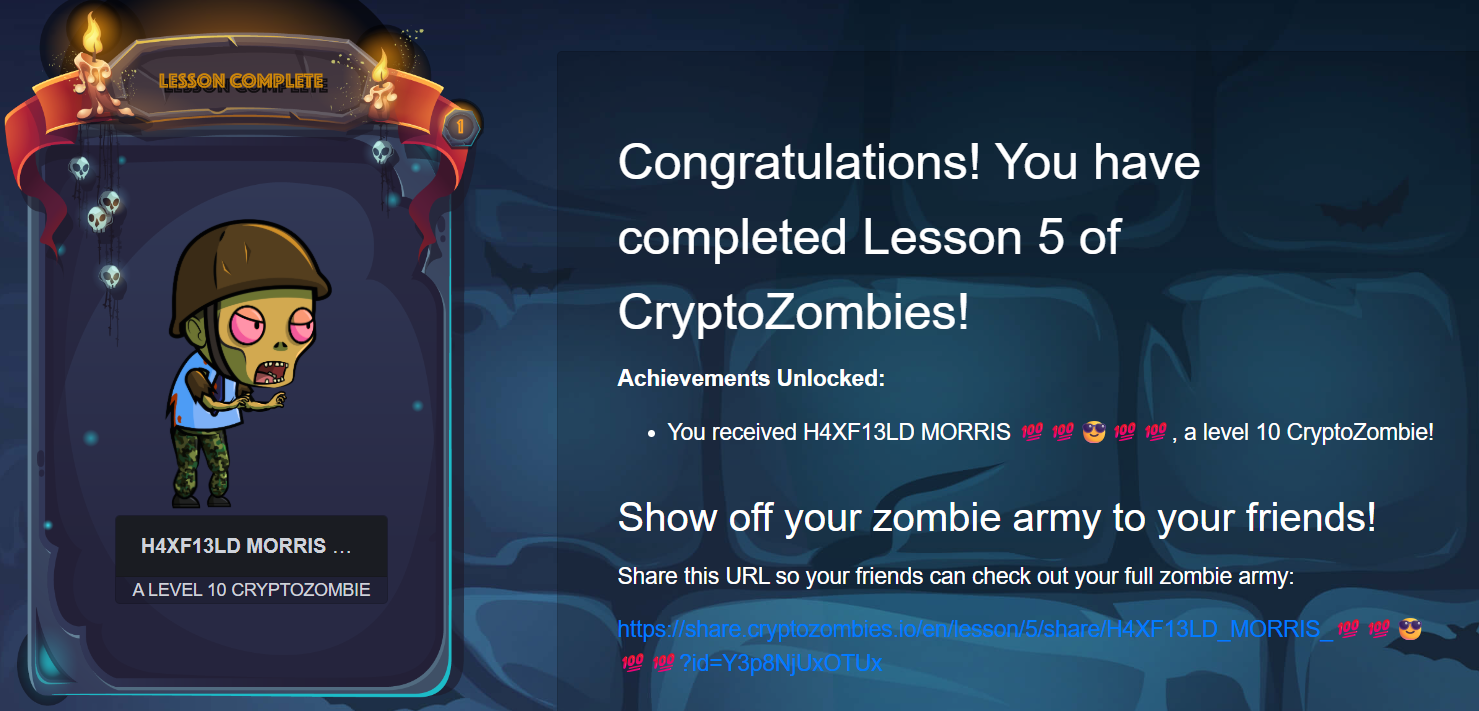 LESSON COMPLETE
1
H4XF13LD MORRIS ...
A LEVEL 10 CRYPTOZOMBIE
Congratulations! You have
completed Lesson 5 of
CryptoZombies!
Achievements Unlocked:
• You received H4XF13LD MORRIS 💯💯😎💯💯, a level 10 CryptoZombie!
Show off your zombie army to your friends!
Share this URL so your friends can check out your full zombie army:
https://share.cryptozombies.io/en/lesson/5/share/H4XF13LD_MORRIS_💯💯😎
💯💯?id=Y3p8NjUxOTUx